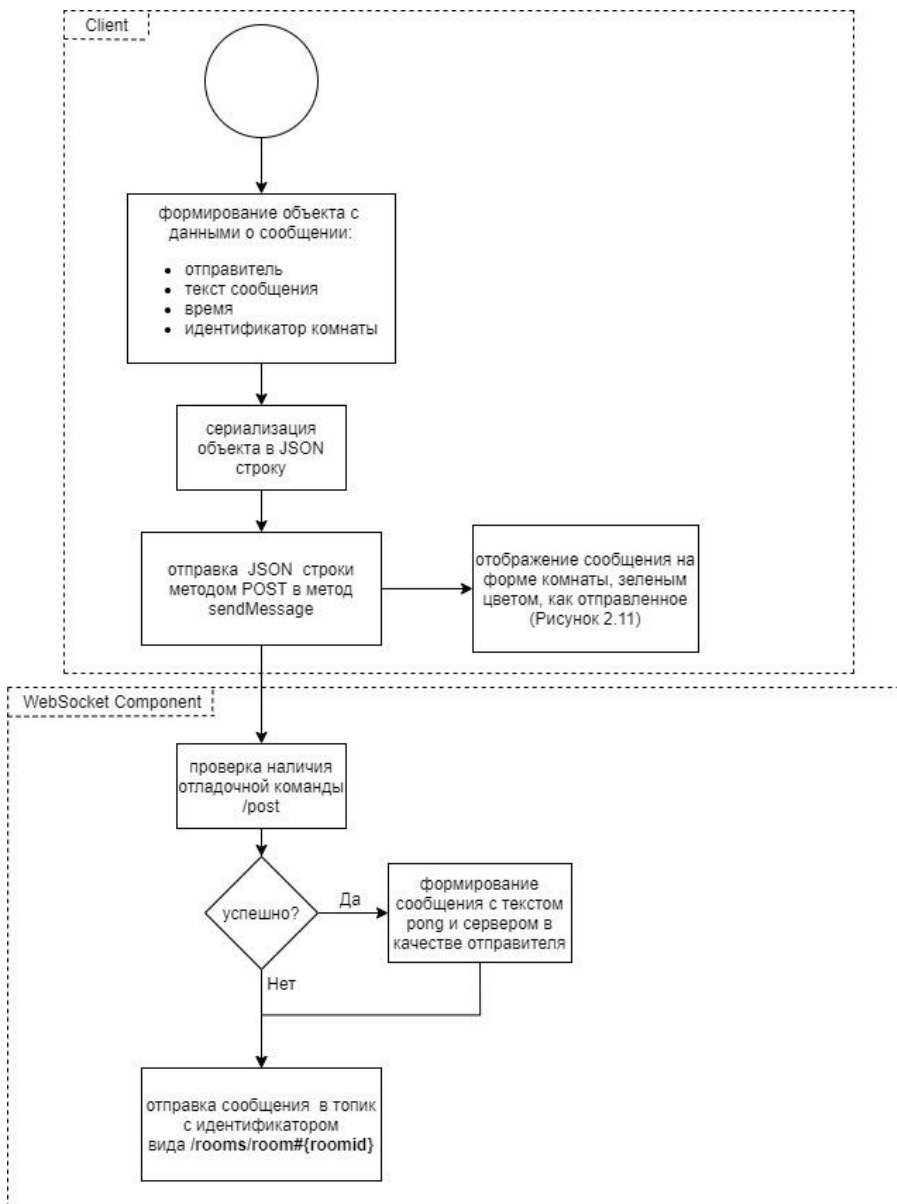 Client
формирование объекта с
данными о сообщении:
• отправитель
• текст сообщения
• время
• идентификатор комнаты
сериализация
объекта в JSON
строку
отправка JSON строки
методом POST в метод
sendMessage
отображение сообщения на
форме комнаты, зеленым
цветом, как отправленное
(Рисунок 2.11)
WebSocket Component
проверка наличия
отладочной команды
/post
успешно?
Да
формирование
сообщения с текстом
pong и сервером в
качестве отправителя
Нет
отправка сообщения в топик
с идентификатором
вида /rooms/room#{roomid}